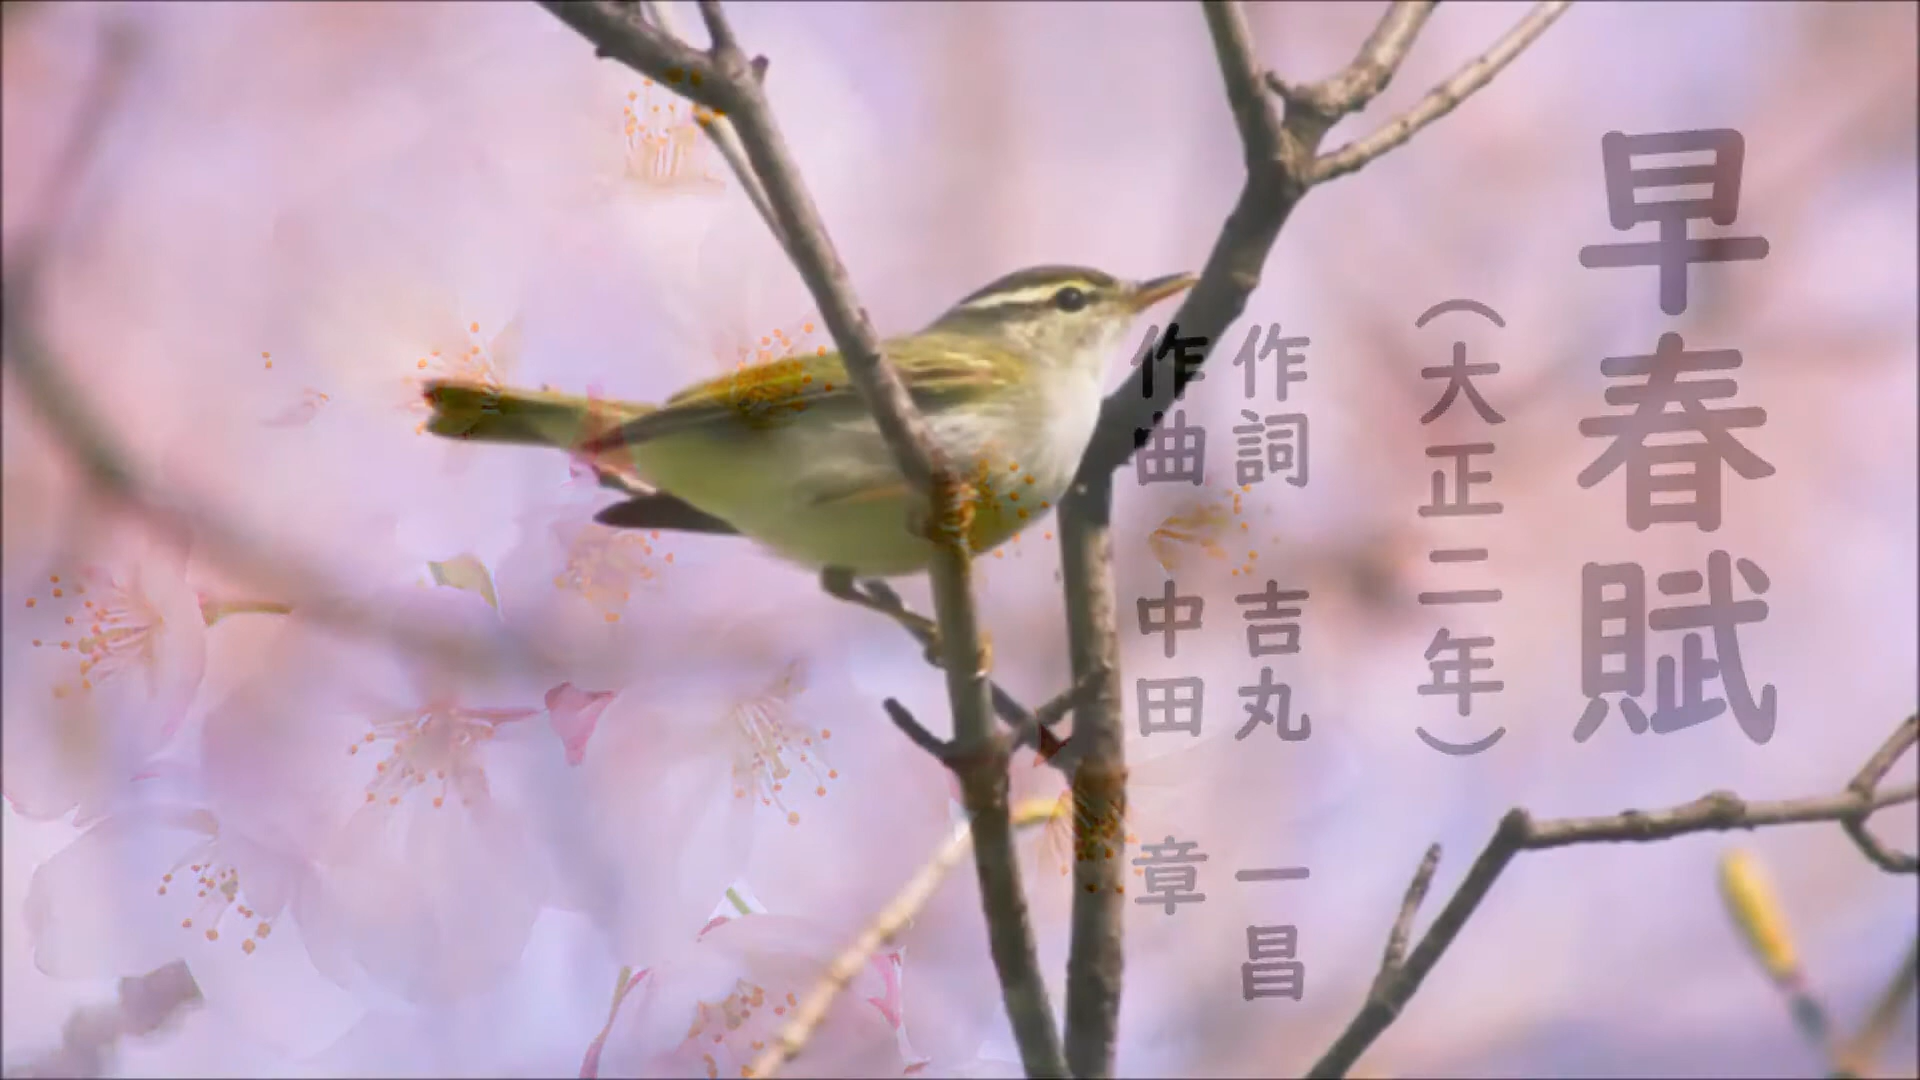 早春賦
（大正二年）
作詞　吉丸　一昌
作曲　中田　章